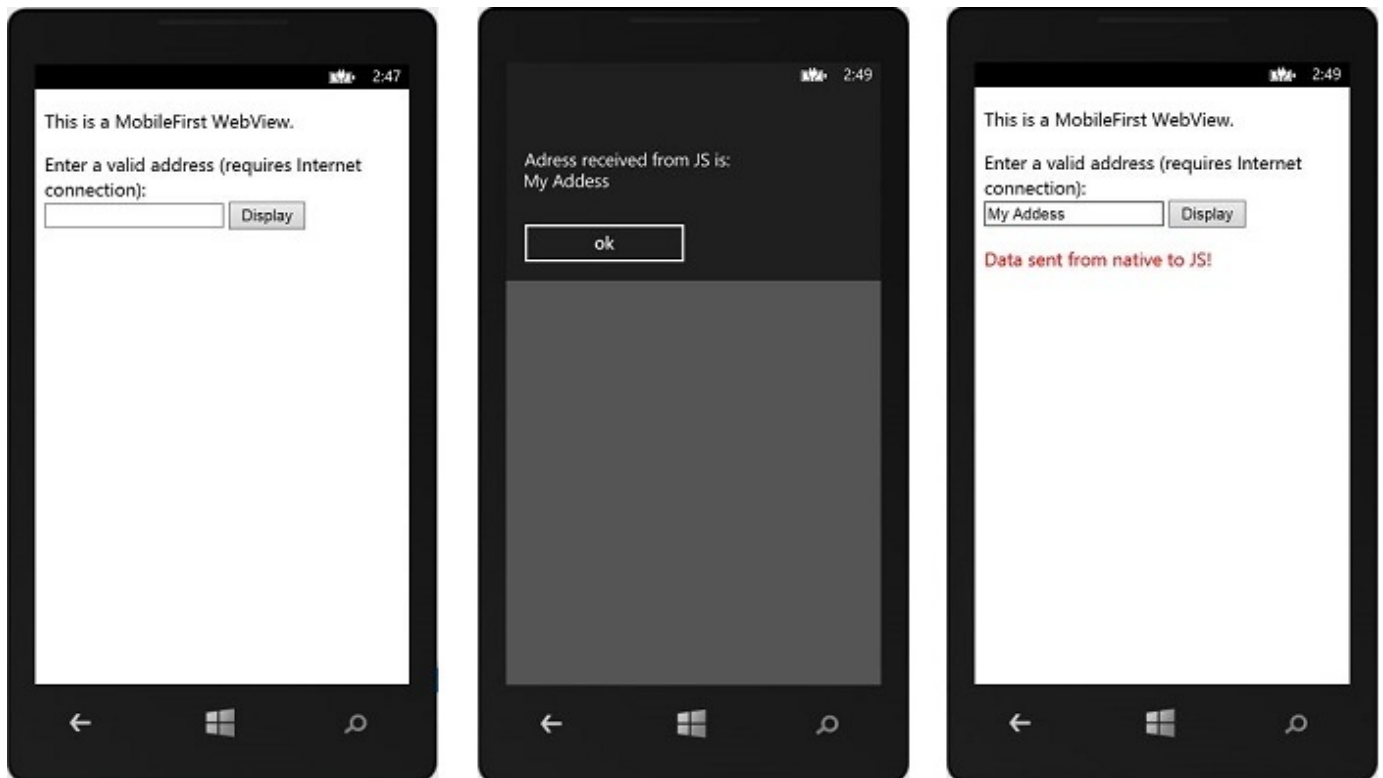 2:47
This is a MobileFirst WebView.
Enter a valid address (requires Internet
connection):
Display
2:49
Adress received from JS is:
My Addess
ok
2:49
This is a MobileFirst WebView.
Enter a valid address (requires Internet
connection):
My Addess Display
Data sent from native to JS!